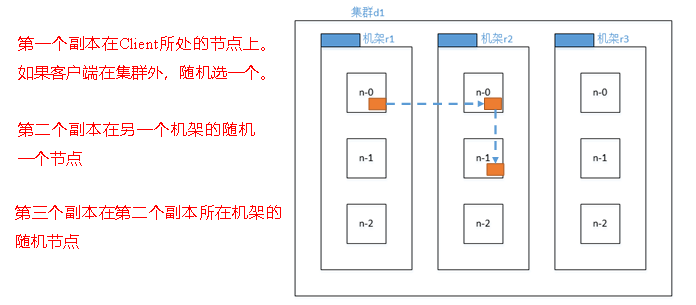 集群d1
机架r1
机架r2
机架r3
第一个副本在Client所处的节点上。
如果客户端在集群外，随机选一个。
第二个副本在另一个机架的随机
一个节点
第三个副本在第二个副本所在机架的
随机节点
n-0
n-0
n-0
n-1
n-1
n-1
n-2
n-2
n-2